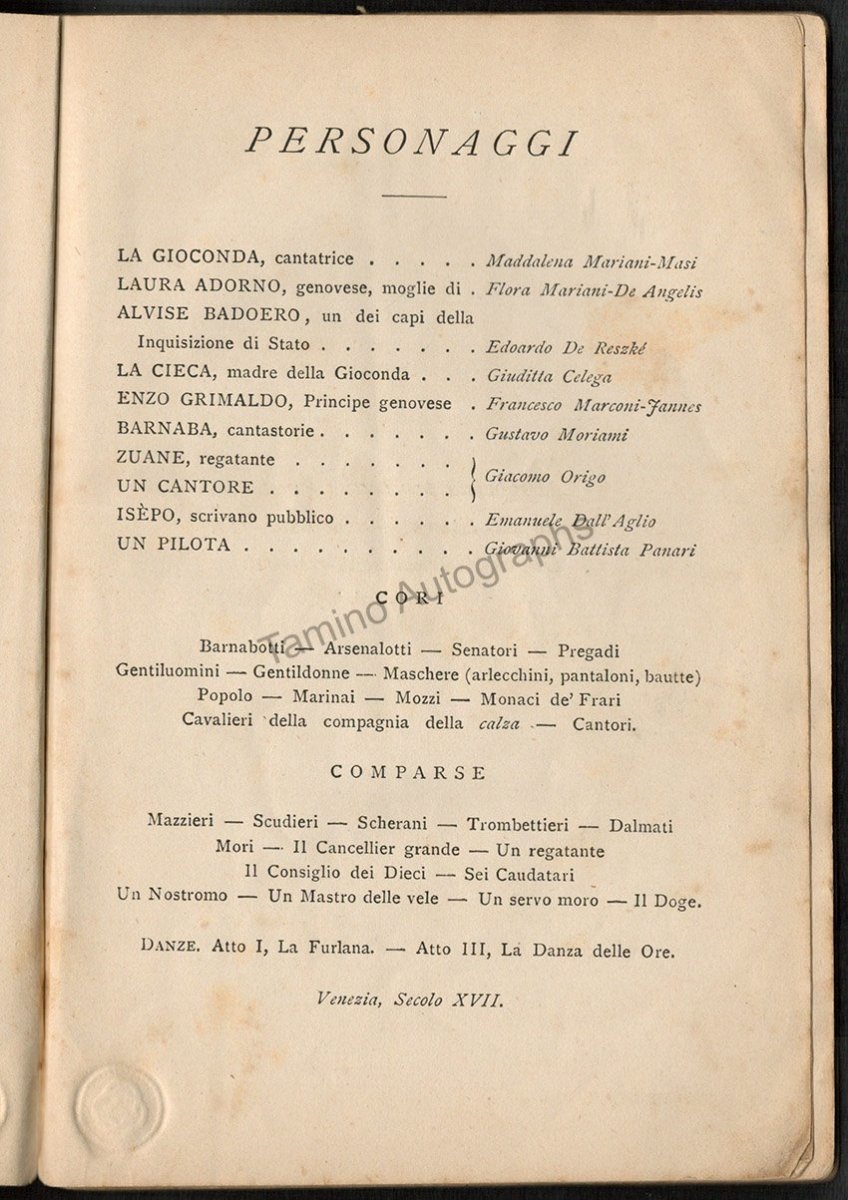 PERSONAGGI
LA GIOCONDA, cantatrice . . . . . Maddalena Mariani-Masi
LAURA ADORNO, genovese, moglie di . Flora Mariani-De Angelis
ALVISE BADOERO, un dei capi della
Inquisizione di Stato . . . . . . . Edoardo De Reszké
LA CIECA, madre della Gioconda . . . Giuditta Celega
ENZO GRIMALDO, Principe genovese . Francesco Marconi-Jannes
BARNABA, cantastorie . . . . . . . Gustavo Moriami
ZUANE, regatante . . . . . . .
UN CANTORE . . . . . . . . } Giacomo Origo
ISÈPO, scrivano pubblico . . . . . . Emanuele Dall'Aglio
UN PILOTA . . . . . . . . . . Giovanni Battista Panari
Tamino Autographs
CORI
Barnabotti — Arsenalotti — Senatori — Pregadi
Gentiluomini — Gentildonne — Maschere (arlecchini, pantaloni, bautte)
Popolo — Marinai — Mozzi — Monaci de' Frari
Cavalieri della compagnia della calza — Cantori.
COMPARSE
Mazzieri — Scudieri — Scherani — Trombettieri — Dalmati
Mori — Il Cancellier grande — Un regatante
Il Consiglio dei Dieci — Sei Caudatari
Un Nostromo — Un Mastro delle vele — Un servo moro — Il Doge.
DANZE. Atto I, La Furlana. — Atto III, La Danza delle Ore.
Venezia, Secolo XVII.